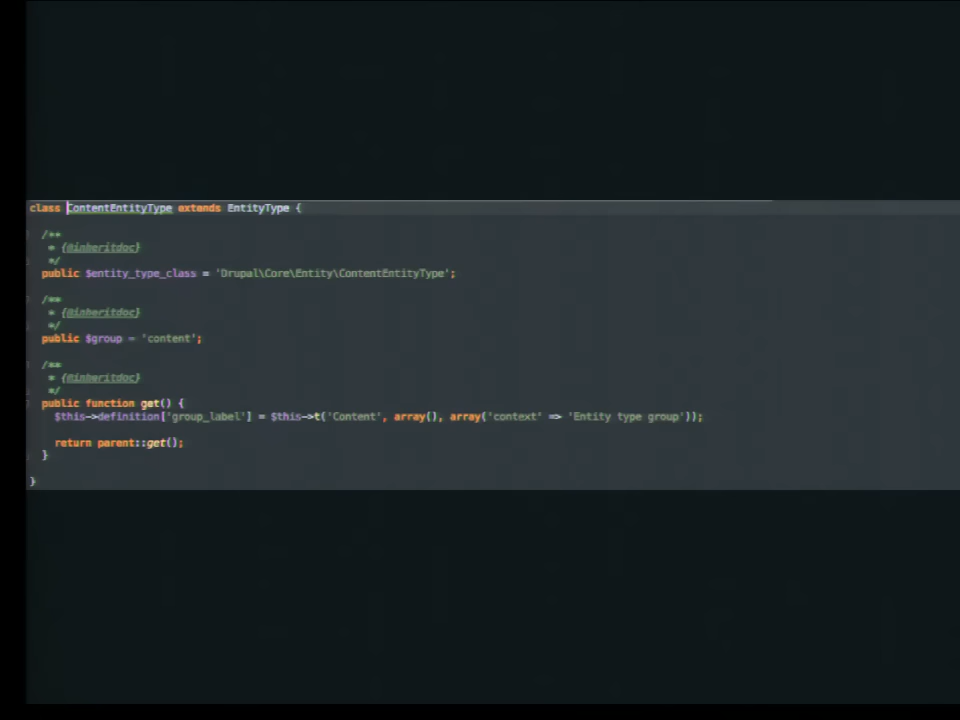 class ContentEntityType extends EntityType {
/**
* {@inheritdoc}
*/
public $entity_type_class = 'Drupal\Core\Entity\ContentEntityType';
/**
* {@inheritdoc}
*/
public $group = 'content';
/**
* {@inheritdoc}
*/
public function get() {
$this->definition['group_label'] = $this->t('Content', array(), array('context' => 'Entity type group'));
return parent::get();
}
}